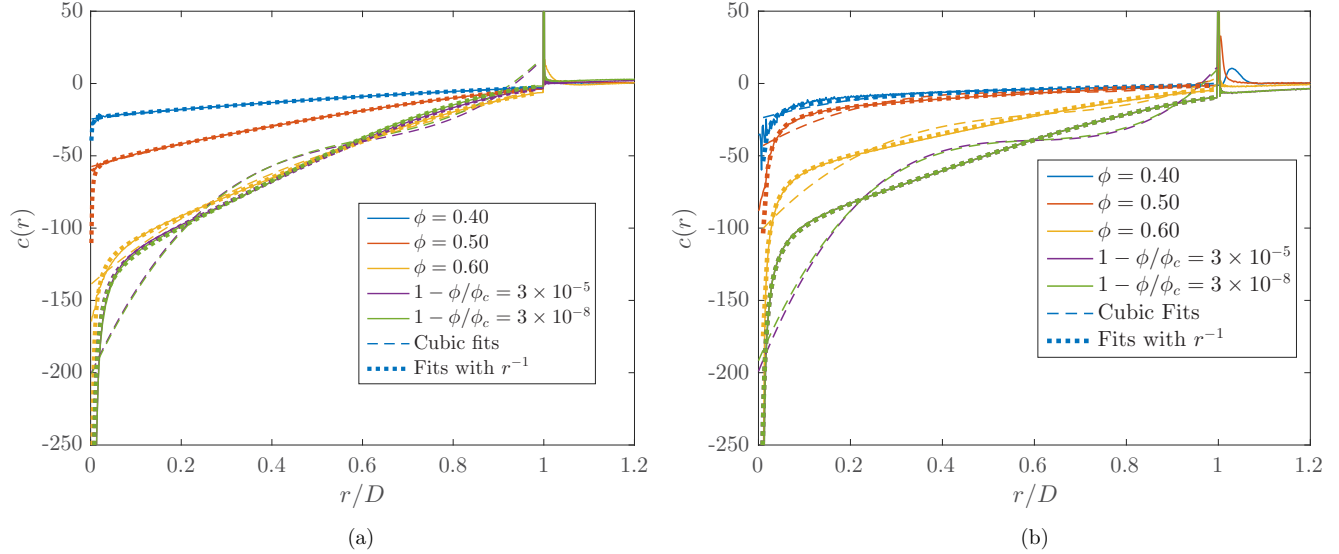 50
0
-50
-100
-150
-200
-250
c(r)
0
0.2
0.4
0.6
0.8
1
1.2
r/D
ϕ = 0.40
ϕ = 0.50
ϕ = 0.60
1 − ϕ/ϕc = 3 × 10⁻⁵
1 − ϕ/ϕc = 3 × 10⁻⁸
Cubic fits
Fits with r⁻¹
(a)
50
0
-50
-100
-150
-200
-250
c(r)
0
0.2
0.4
0.6
0.8
1
1.2
r/D
ϕ = 0.40
ϕ = 0.50
ϕ = 0.60
1 − ϕ/ϕc = 3 × 10⁻⁵
1 − ϕ/ϕc = 3 × 10⁻⁸
Cubic Fits
Fits with r⁻¹
(b)